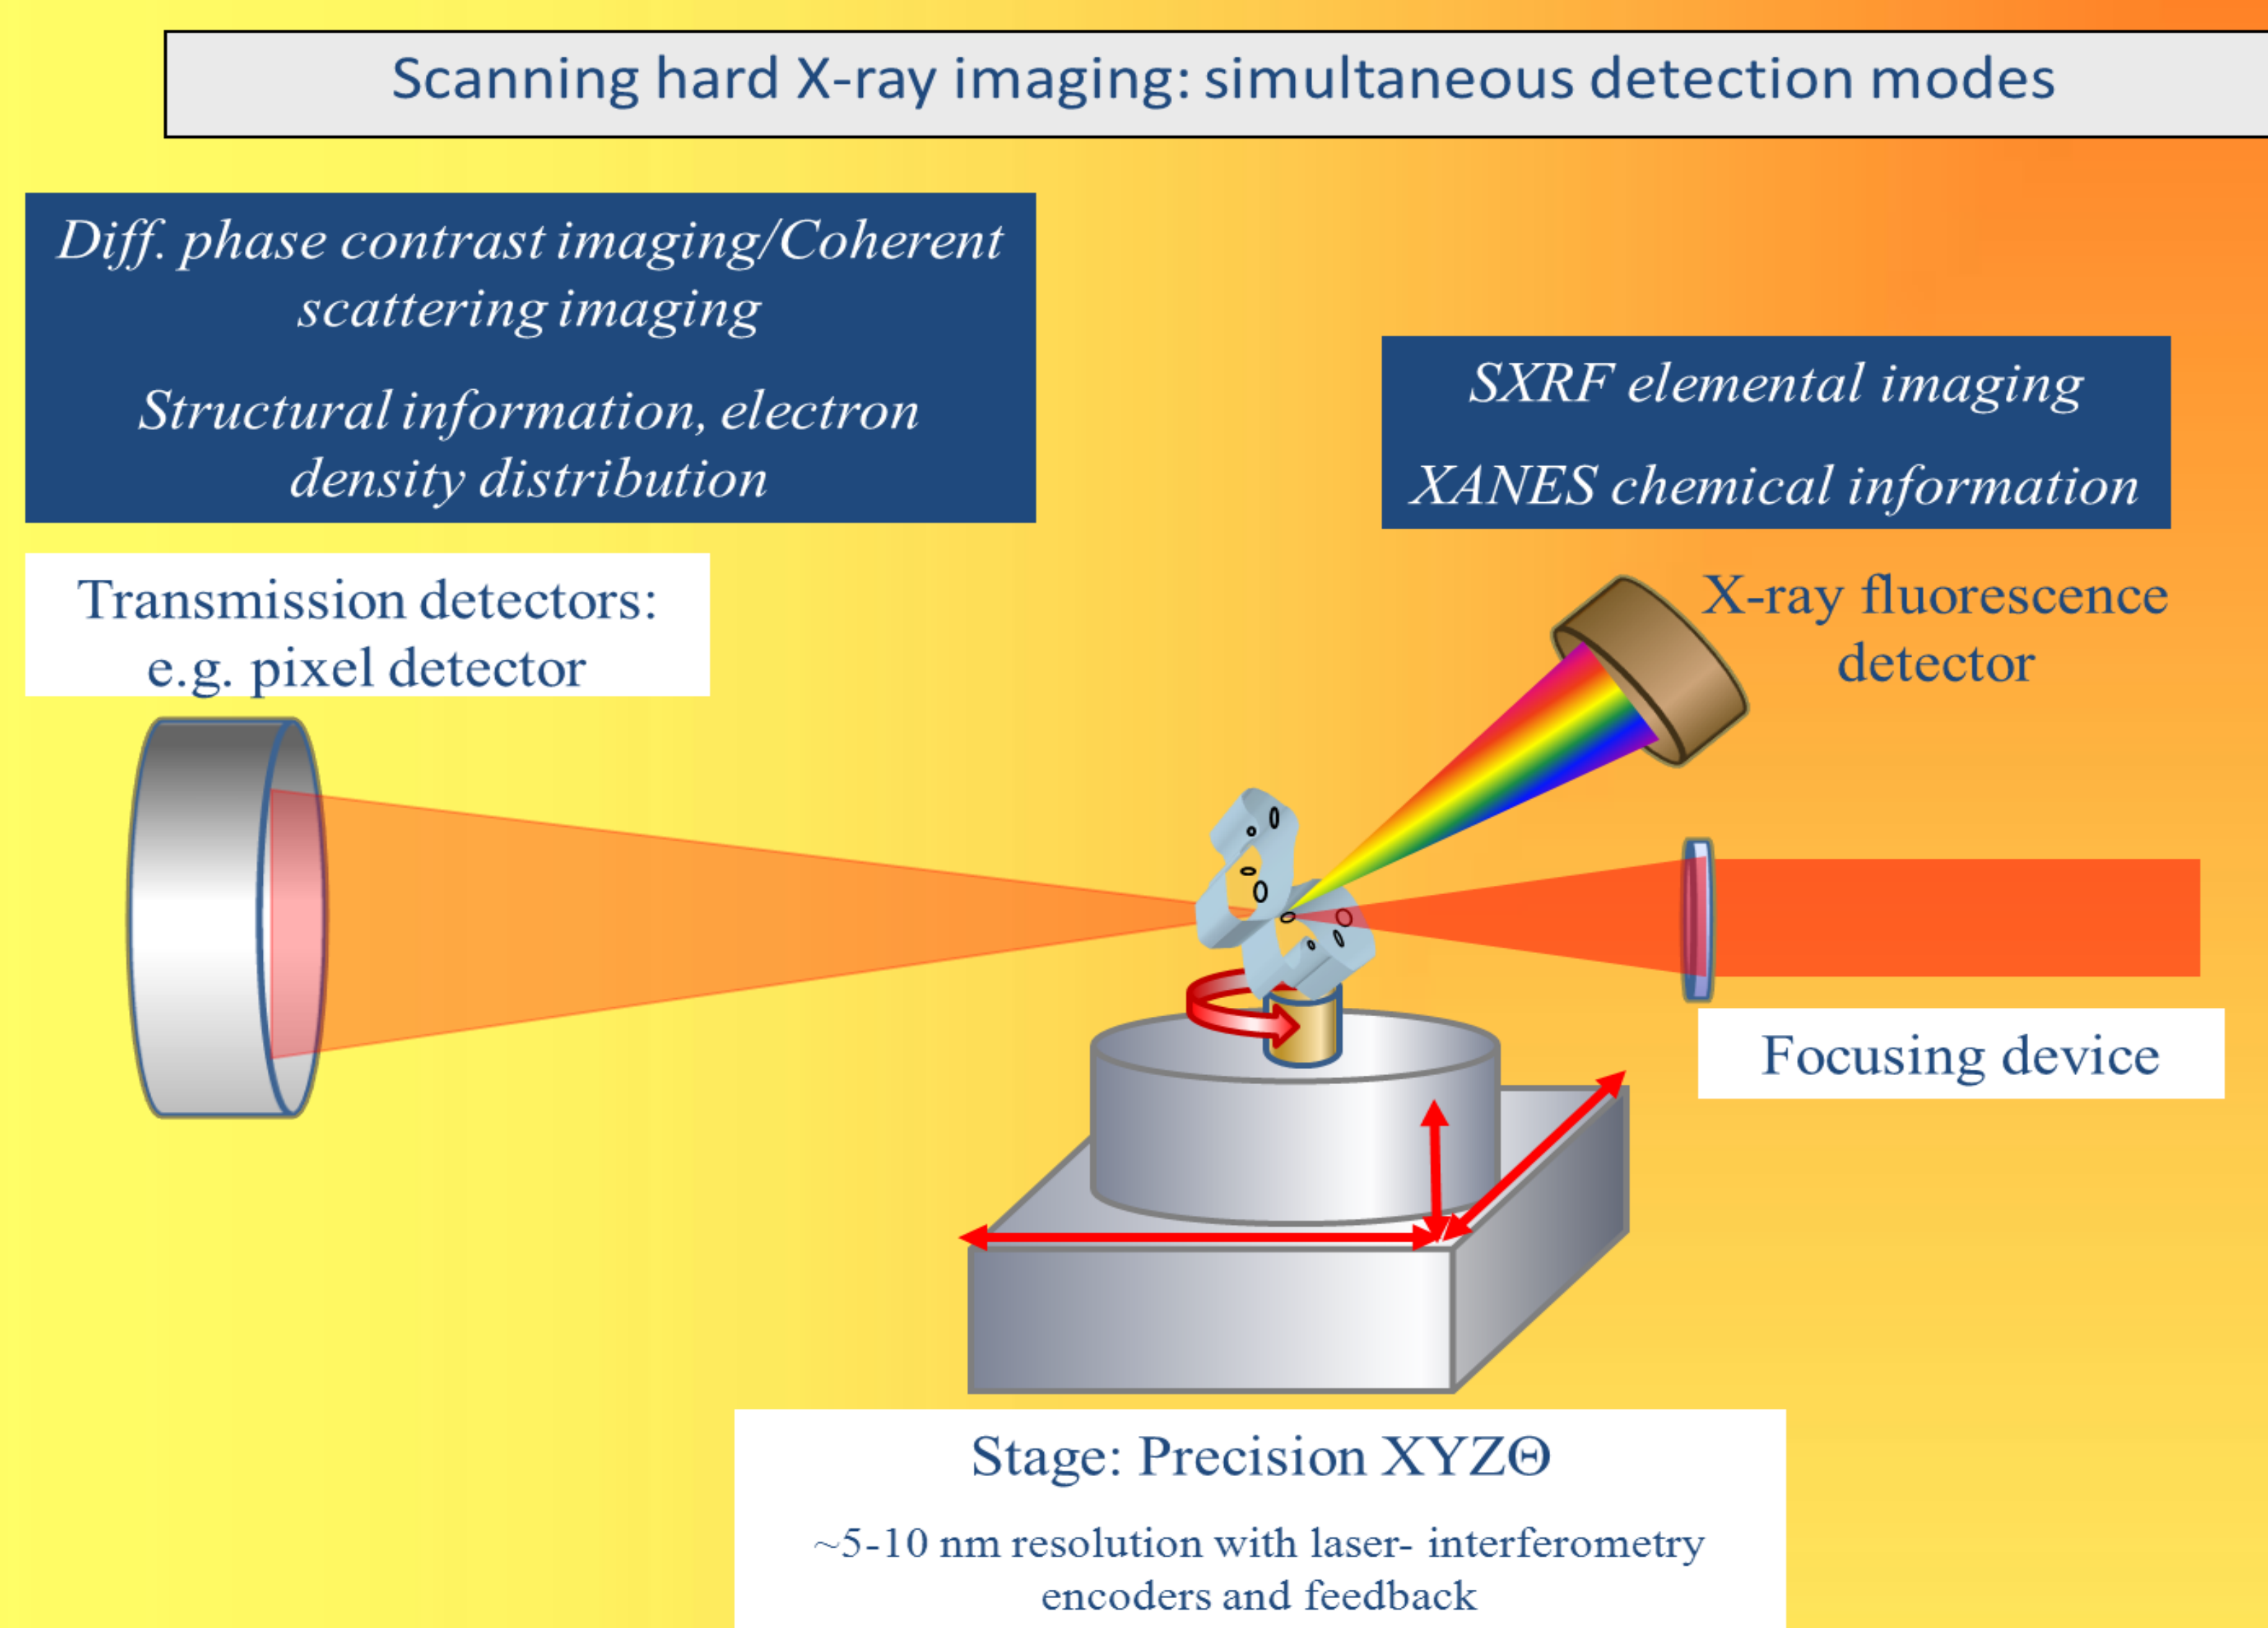 Scanning hard X-ray imaging: simultaneous detection modes
Diff. phase contrast imaging/Coherent
scattering imaging
Structural information, electron
density distribution
SXRF elemental imaging
XANES chemical information
Transmission detectors:
e.g. pixel detector
X-ray fluorescence
detector
Focusing device
Stage: Precision XYZΘ
~5-10 nm resolution with laser- interferometry
encoders and feedback